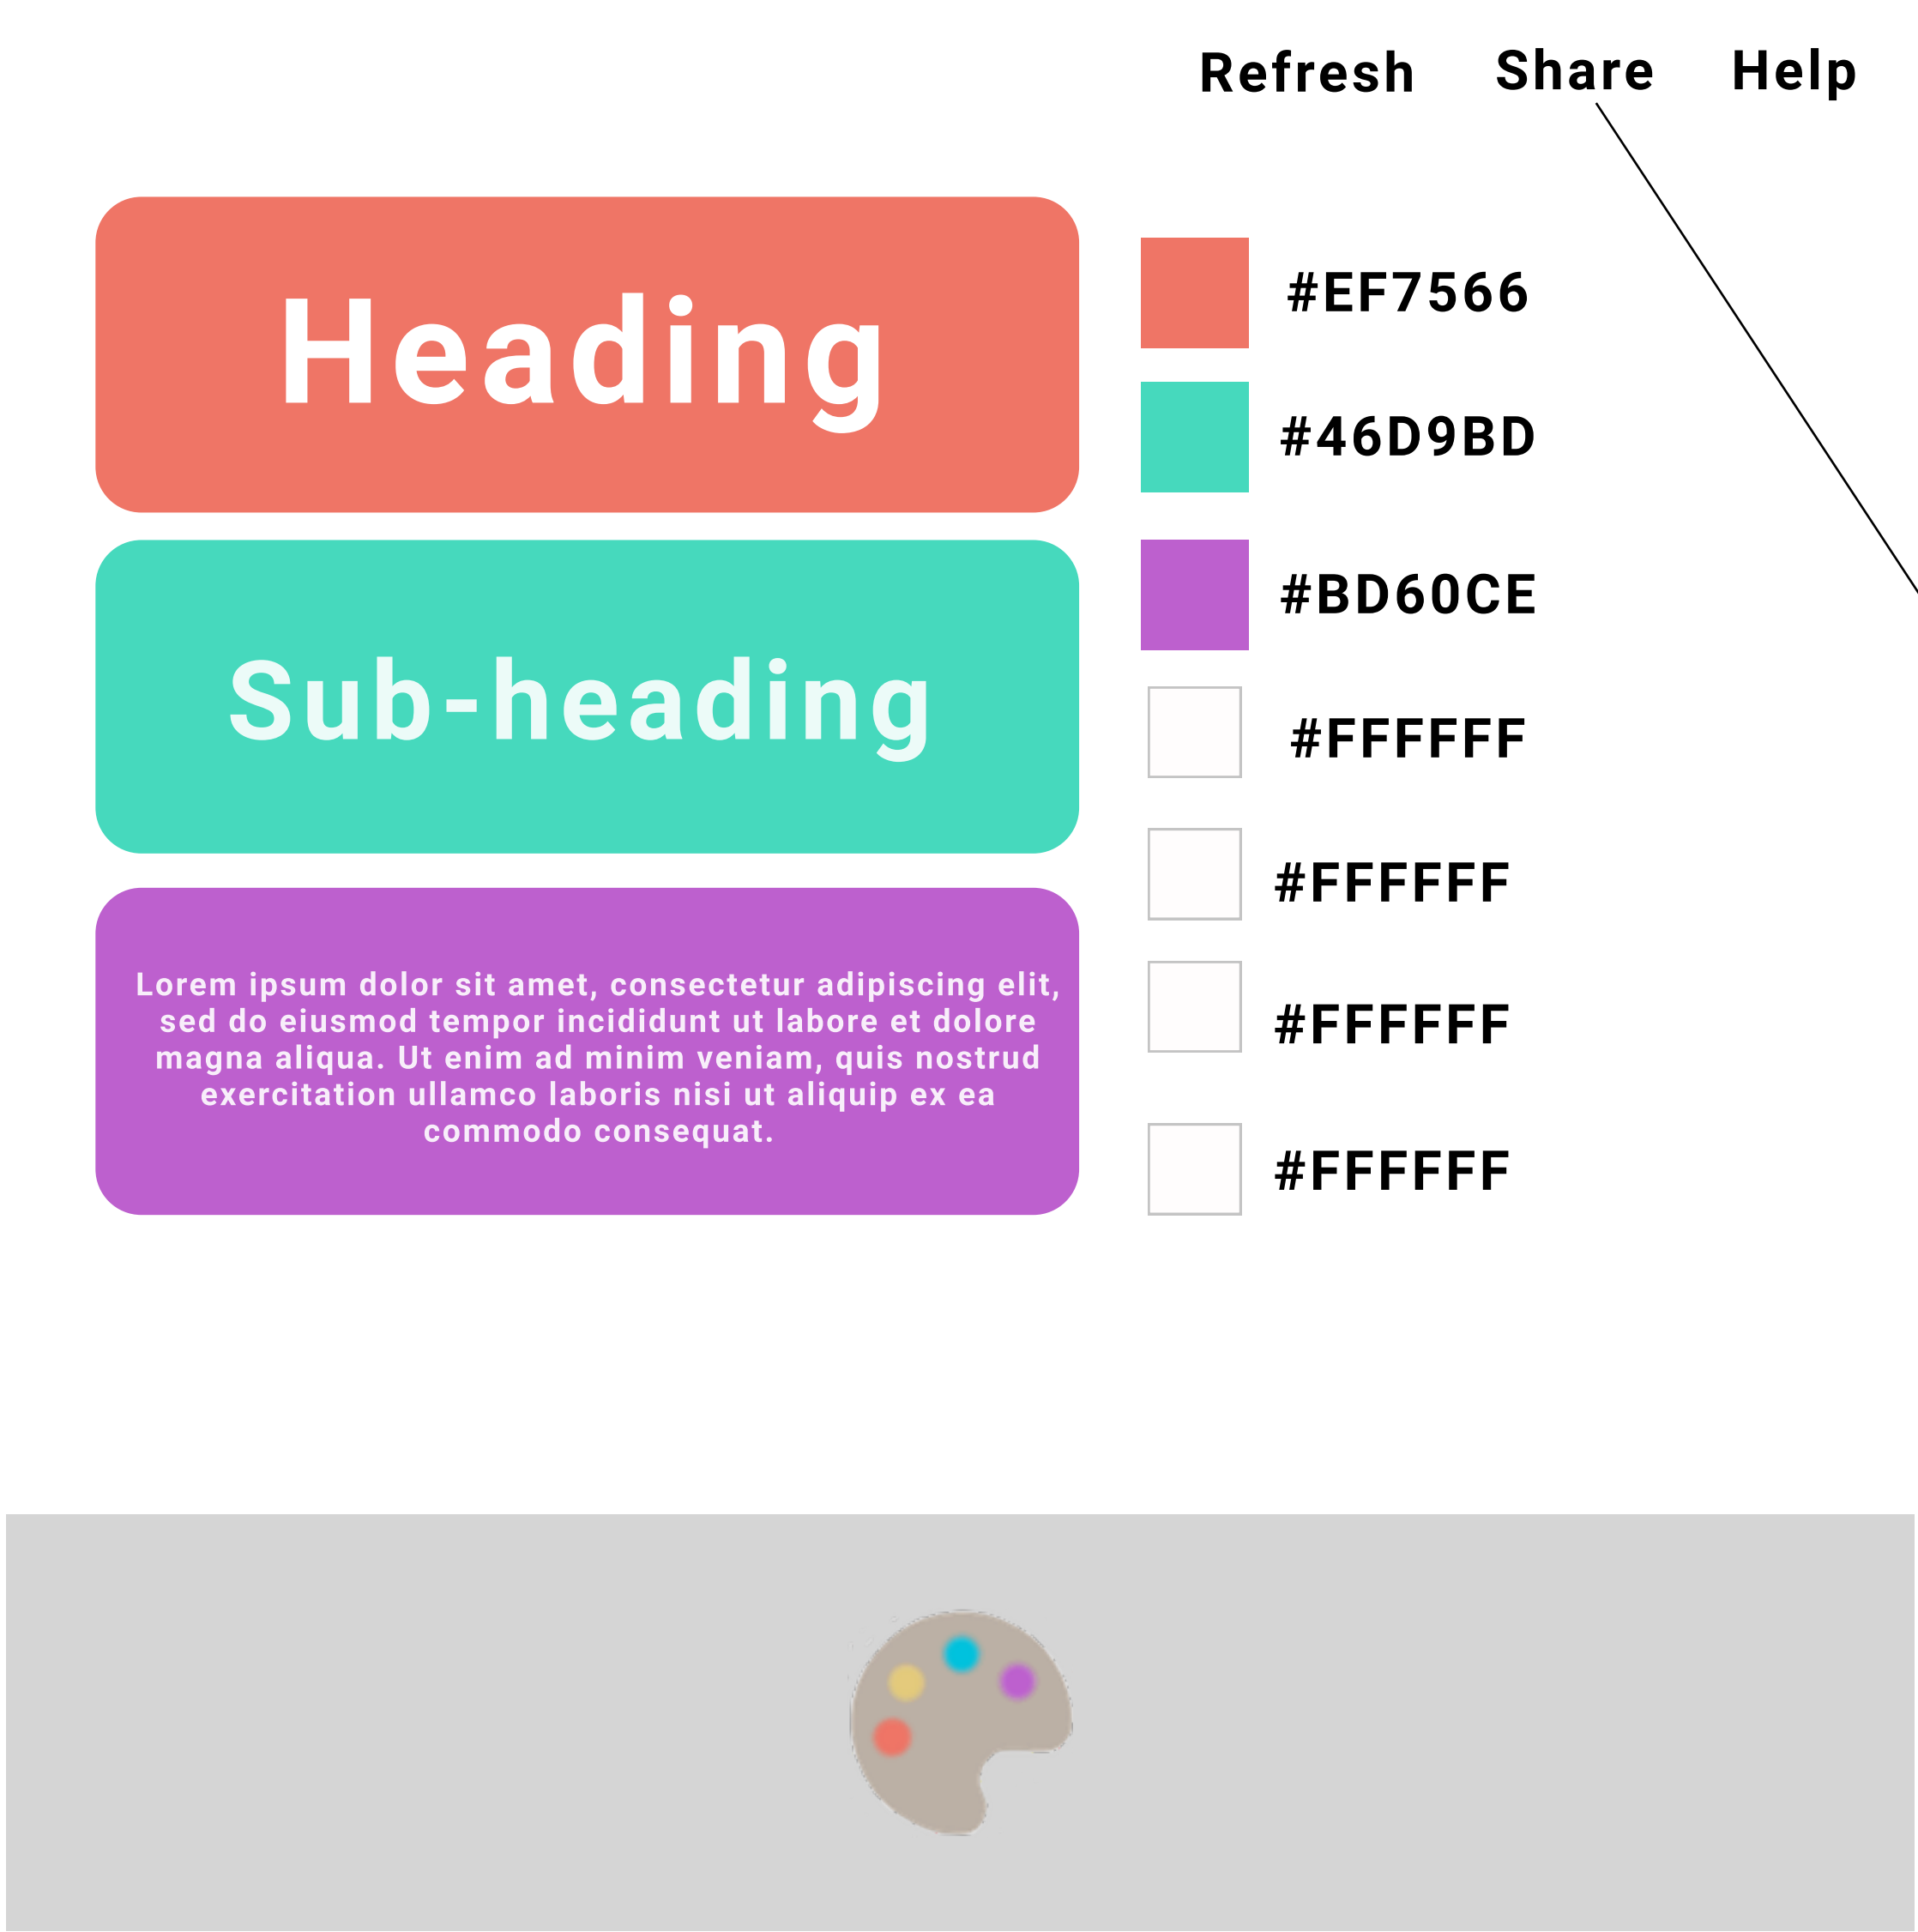 Refresh Share Help
Heading
#EF7566
#46D9BD
Sub-heading
#BD60CE
#FFFFFF
#FFFFFF
Lorem ipsum dolor sit amet, consectetur adipiscing elit,
sed do eiusmod tempor incididunt ut labore et dolore
magna aliqua. Ut enim ad minim veniam, quis nostrud
exercitation ullamco laboris nisi ut aliquip ex ea
commodo consequat.
#FFFFFF
#FFFFFF